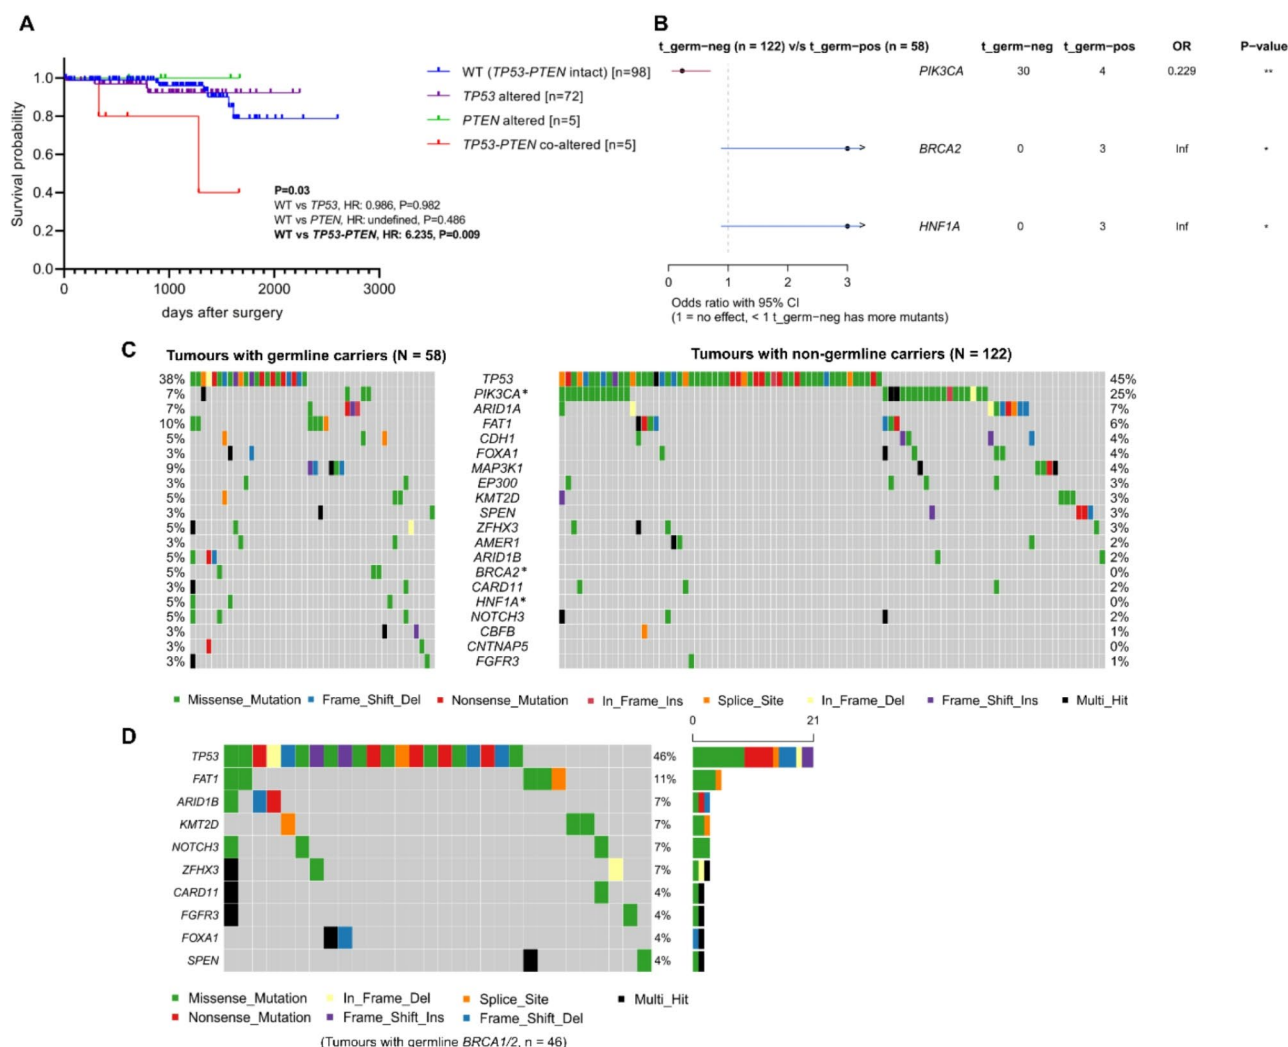 A
1.0
0.8
0.6
0.4
0.2
0.0
Survival probability
0
1000
2000
3000
days after surgery
WT (TP53-PTEN intact) [n=98]
TP53 altered [n=72]
PTEN altered [n=5]
TP53-PTEN co-altered [n=5]
P=0.03
WT vs TP53, HR: 0.986, P=0.982
WT vs PTEN, HR: undefined, P=0.486
WT vs TP53-PTEN, HR: 6.235, P=0.009
B
t_germ-neg (n = 122) v/s t_germ-pos (n = 58) t_germ-neg t_germ-pos OR P-value
PIK3CA 30 4 0.229 **
BRCA2 0 3 Inf *
HNF1A 0 3 Inf *
0 1 2 3
Odds ratio with 95% CI
(1 = no effect, < 1 t_germ-neg has more mutants)
C
Tumours with germline carriers (N = 58)
Tumours with non-germline carriers (N = 122)
38% TP53 45%
7% PIK3CA* 25%
7% ARID1A 7%
10% FAT1 6%
5% CDH1 4%
3% FOXA1 4%
9% MAP3K1 4%
3% EP300 3%
5% KMT2D 3%
3% SPEN 3%
5% ZFHX3 3%
3% AMER1 2%
5% ARID1B 2%
5% BRCA2* 0%
3% CARD11 2%
5% HNF1A* 0%
5% NOTCH3 2%
3% CBFB 1%
3% CNTNAP5 0%
3% FGFR3 1%
Missense_Mutation Frame_Shift_Del Nonsense_Mutation In_Frame_Ins Splice_Site In_Frame_Del Frame_Shift_Ins Multi_Hit
D
0 21
TP53 46%
FAT1 11%
ARID1B 7%
KMT2D 7%
NOTCH3 7%
ZFHX3 7%
CARD11 4%
FGFR3 4%
FOXA1 4%
SPEN 4%
Missense_Mutation In_Frame_Del Splice_Site Multi_Hit
Nonsense_Mutation Frame_Shift_Ins Frame_Shift_Del
(Tumours with germline BRCA1/2, n = 46)